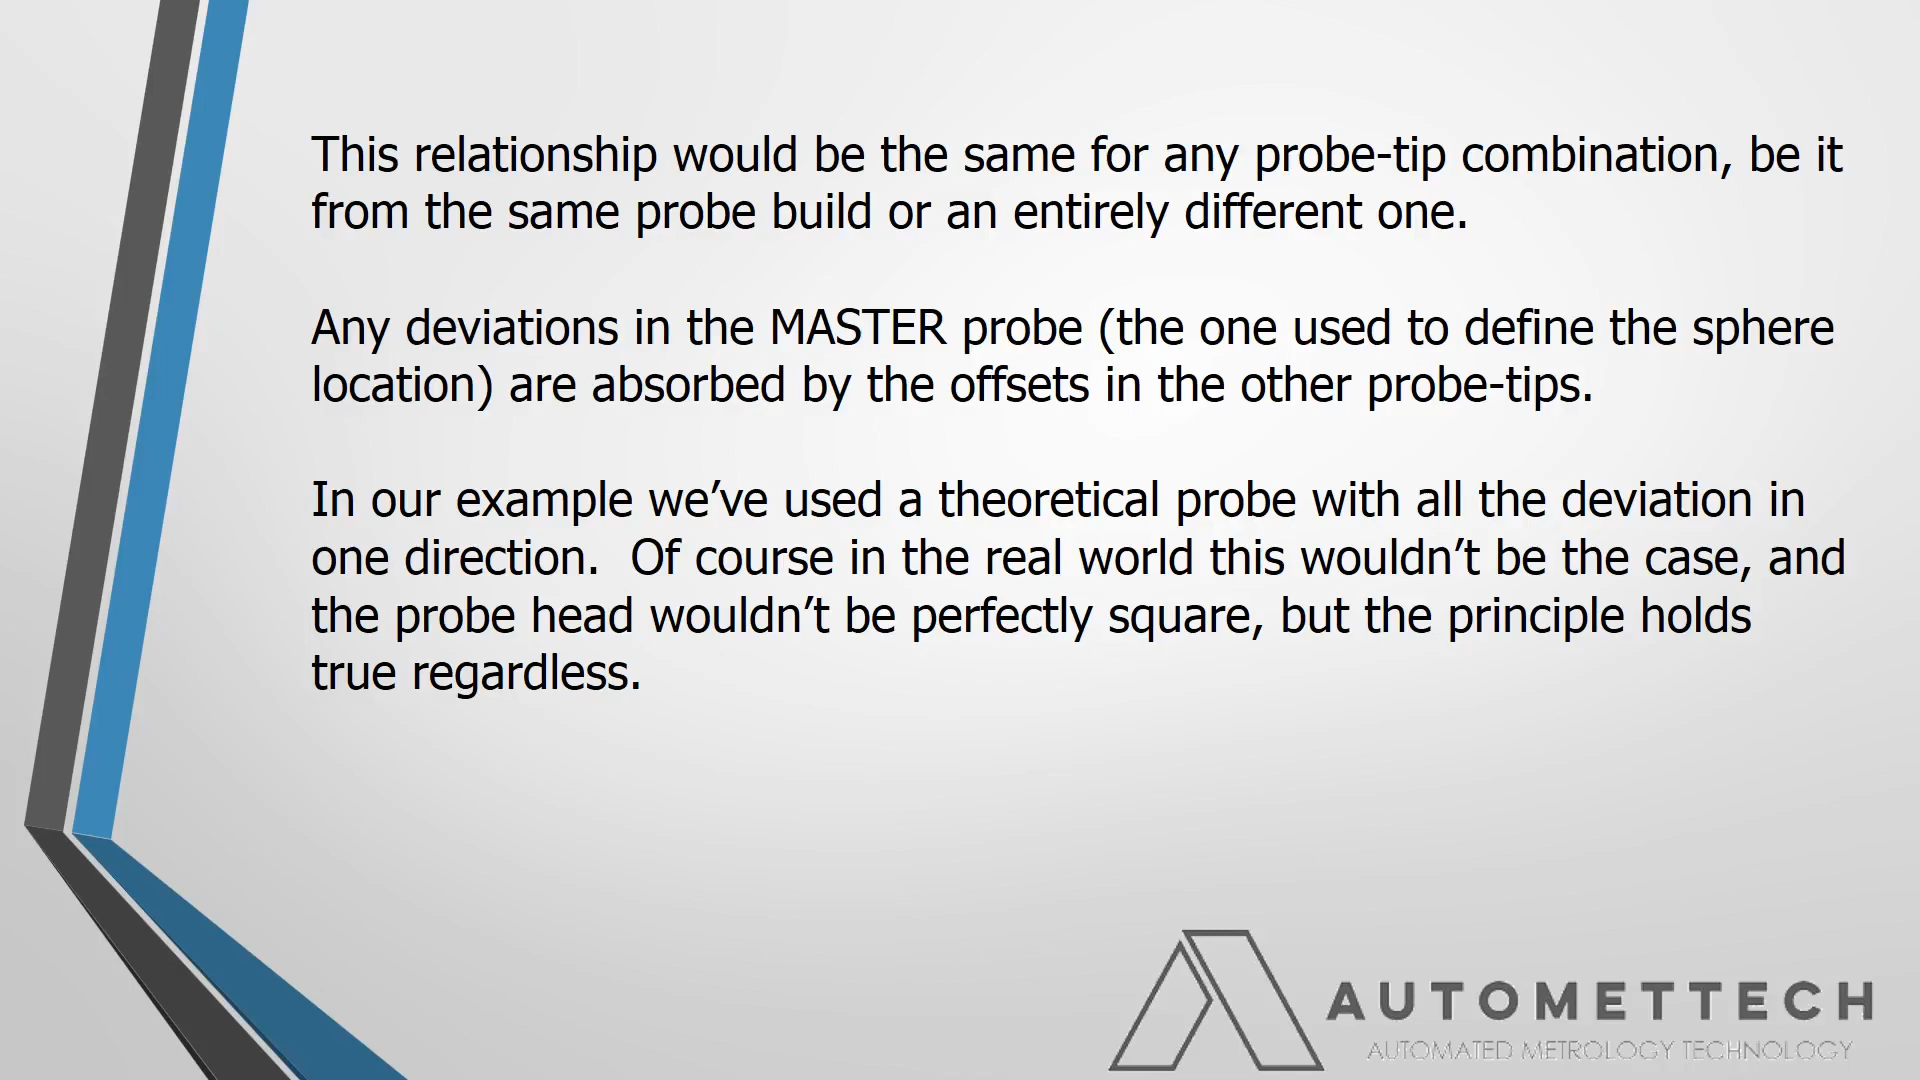 This relationship would be the same for any probe-tip combination, be it
from the same probe build or an entirely different one.
Any deviations in the MASTER probe (the one used to define the sphere
location) are absorbed by the offsets in the other probe-tips.
In our example we’ve used a theoretical probe with all the deviation in
one direction.  Of course in the real world this wouldn’t be the case, and
the probe head wouldn’t be perfectly square, but the principle holds
true regardless.
AUTOMETTECH
AUTOMATED METROLOGY TECHNOLOGY